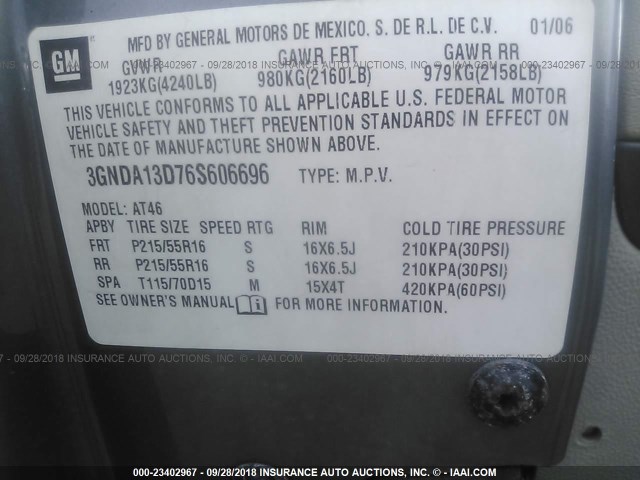 GM
MFD BY GENERAL MOTORS DE MEXICO. S. DE R.L. DE C.V. 01/06
GVWR GAWR FRT GAWR RR
1923KG(4240LB) 980KG(2160LB) 979KG(2158LB)
THIS VEHICLE CONFORMS TO ALL APPLICABLE U.S. FEDERAL MOTOR
VEHICLE SAFETY AND THEFT PREVENTION STANDARDS IN EFFECT ON
THE DATE OF MANUFACTURE SHOWN ABOVE.
3GNDA13D76S606696 TYPE: M.P.V.
MODEL: AT46
APBY TIRE SIZE SPEED RTG RIM COLD TIRE PRESSURE
FRT P215/55R16 S 16X6.5J 210KPA(30PSI)
RR P215/55R16 S 16X6.5J 210KPA(30PSI)
SPA T115/70D15 M 15X4T 420KPA(60PSI)
SEE OWNER'S MANUAL i FOR MORE INFORMATION.
000-23402967 - 09/28/2018 INSURANCE AUTO AUCTIONS, INC. - © IAAI.COM